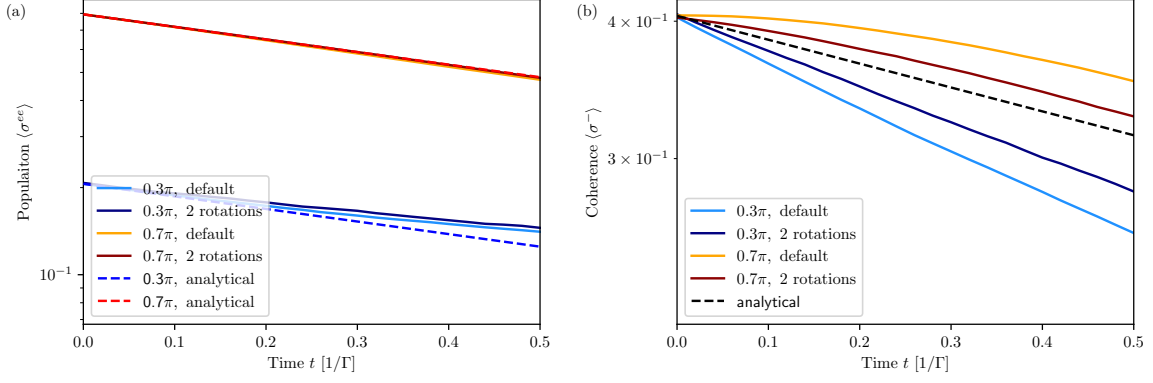 (a)
Populaiton ⟨σ^{ee}⟩
10^{−1}
0.3π, default
0.3π, 2 rotations
0.7π, default
0.7π, 2 rotations
0.3π, analytical
0.7π, analytical
0.0 0.1 0.2 0.3 0.4 0.5
Time t [1/Γ]
(b)
Coherence ⟨σ^{−}⟩
4 × 10^{−1}
3 × 10^{−1}
0.3π, default
0.3π, 2 rotations
0.7π, default
0.7π, 2 rotations
analytical
0.0 0.1 0.2 0.3 0.4 0.5
Time t [1/Γ]